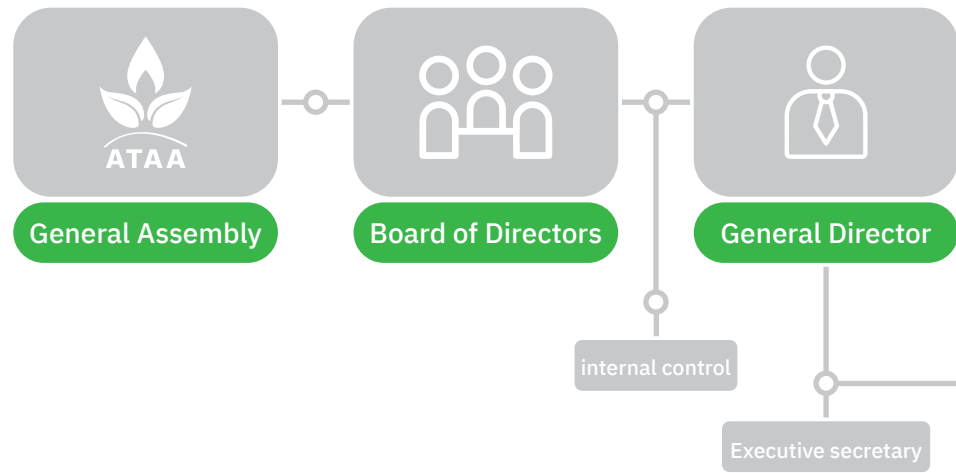 ATAA
General Assembly
Board of Directors
General Director
internal control
Executive secretary